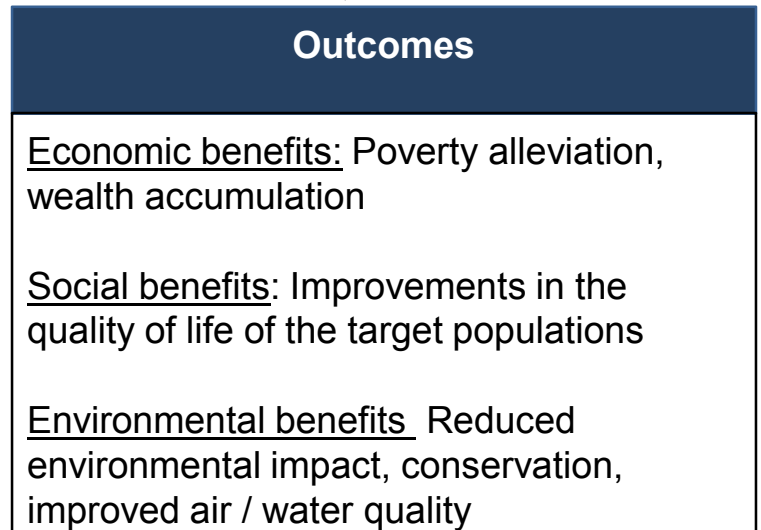 Outcomes
Economic benefits: Poverty alleviation,
wealth accumulation
Social benefits: Improvements in the
quality of life of the target populations
Environmental benefits  Reduced
environmental impact, conservation,
improved air / water quality